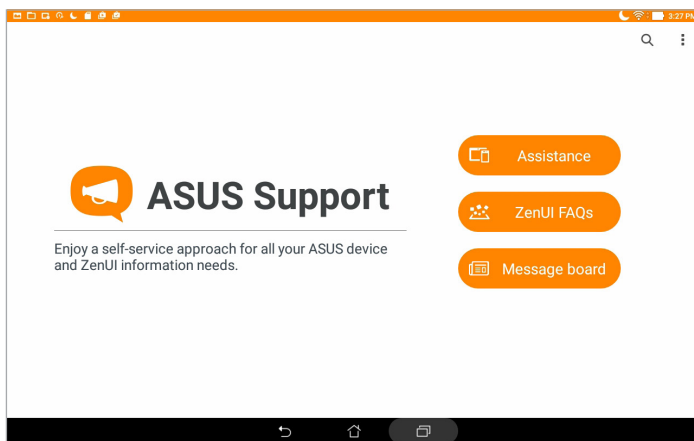 3:27 PM
Assistance
ASUS Support
ZenUI FAQs
Enjoy a self-service approach for all your ASUS device
and ZenUI information needs.
Message board